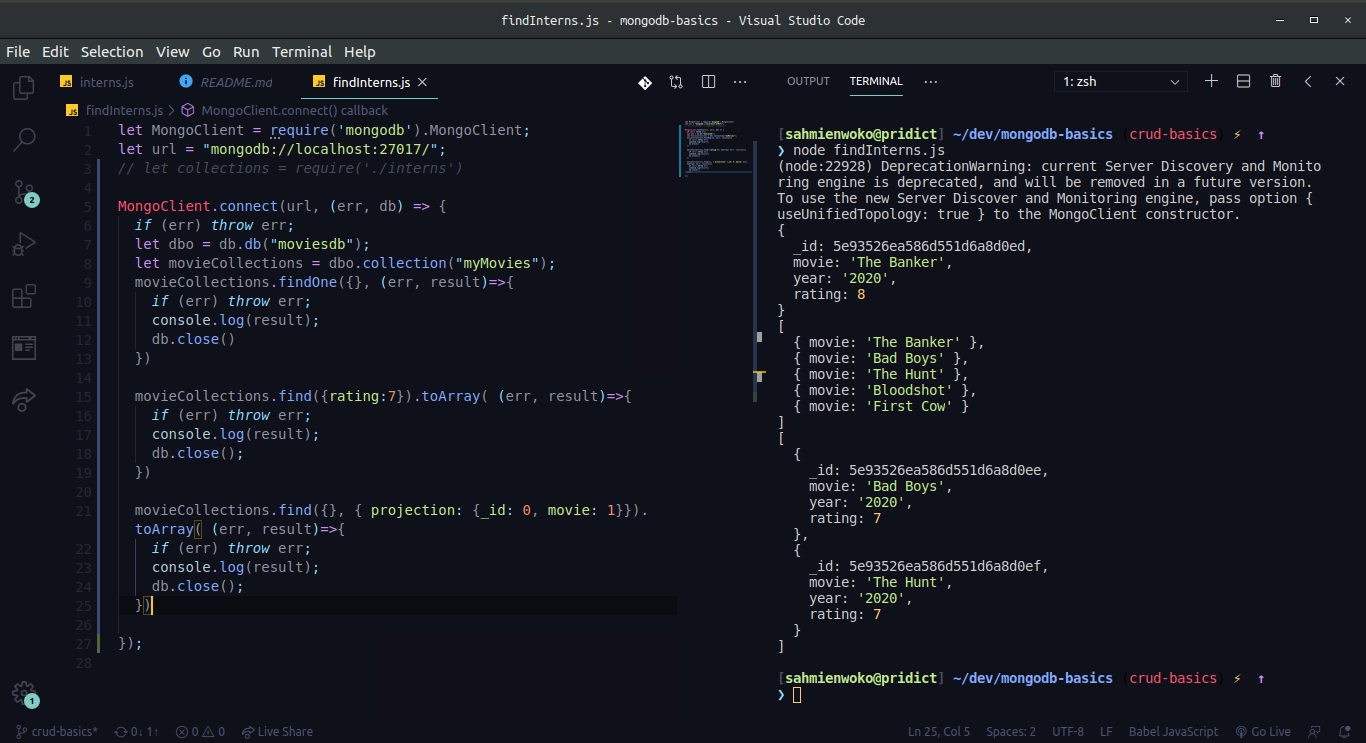 findInterns.js - mongodb-basics - Visual Studio Code
File Edit Selection View Go Run Terminal Help
interns.js README.md findInterns.js
findInterns.js > MongoClient.connect() callback
1 let MongoClient = require('mongodb').MongoClient;
2 let url = "mongodb://localhost:27017/";
3 // let collections = require('./interns')
4
5 MongoClient.connect(url, (err, db) => {
6 if (err) throw err;
7 let dbo = db.db("moviesdb");
8 let movieCollections = dbo.collection("myMovies");
9 movieCollections.findOne({}, (err, result)=>{
10 if (err) throw err;
11 console.log(result);
12 db.close()
13 })
14
15 movieCollections.find({rating:7}).toArray( (err, result)=>{
16 if (err) throw err;
17 console.log(result);
18 db.close();
19 })
20
21 movieCollections.find({}, { projection: {_id: 0, movie: 1}}).
toArray( (err, result)=>{
22 if (err) throw err;
23 console.log(result);
24 db.close();
25 })
26
27 });
28
OUTPUT TERMINAL 1: zsh
[sahmienwoko@pridict] ~/dev/mongodb-basics (crud-basics) ⚡ ↑
❯ node findInterns.js
(node:22928) DeprecationWarning: current Server Discovery and Monito
ring engine is deprecated, and will be removed in a future version.
To use the new Server Discover and Monitoring engine, pass option {
useUnifiedTopology: true } to the MongoClient constructor.
{
_id: 5e93526ea586d551d6a8d0ed,
movie: 'The Banker',
year: '2020',
rating: 8
}
[
{ movie: 'The Banker' },
{ movie: 'Bad Boys' },
{ movie: 'The Hunt' },
{ movie: 'Bloodshot' },
{ movie: 'First Cow' }
]
[
{
_id: 5e93526ea586d551d6a8d0ee,
movie: 'Bad Boys',
year: '2020',
rating: 7
},
{
_id: 5e93526ea586d551d6a8d0ef,
movie: 'The Hunt',
year: '2020',
rating: 7
}
]
[sahmienwoko@pridict] ~/dev/mongodb-basics (crud-basics) ⚡ ↑
❯
2
1
crud-basics* 0↓ 1↑ 0 0 Live Share Ln 25, Col 5 Spaces: 2 UTF-8 LF Babel JavaScript Go Live